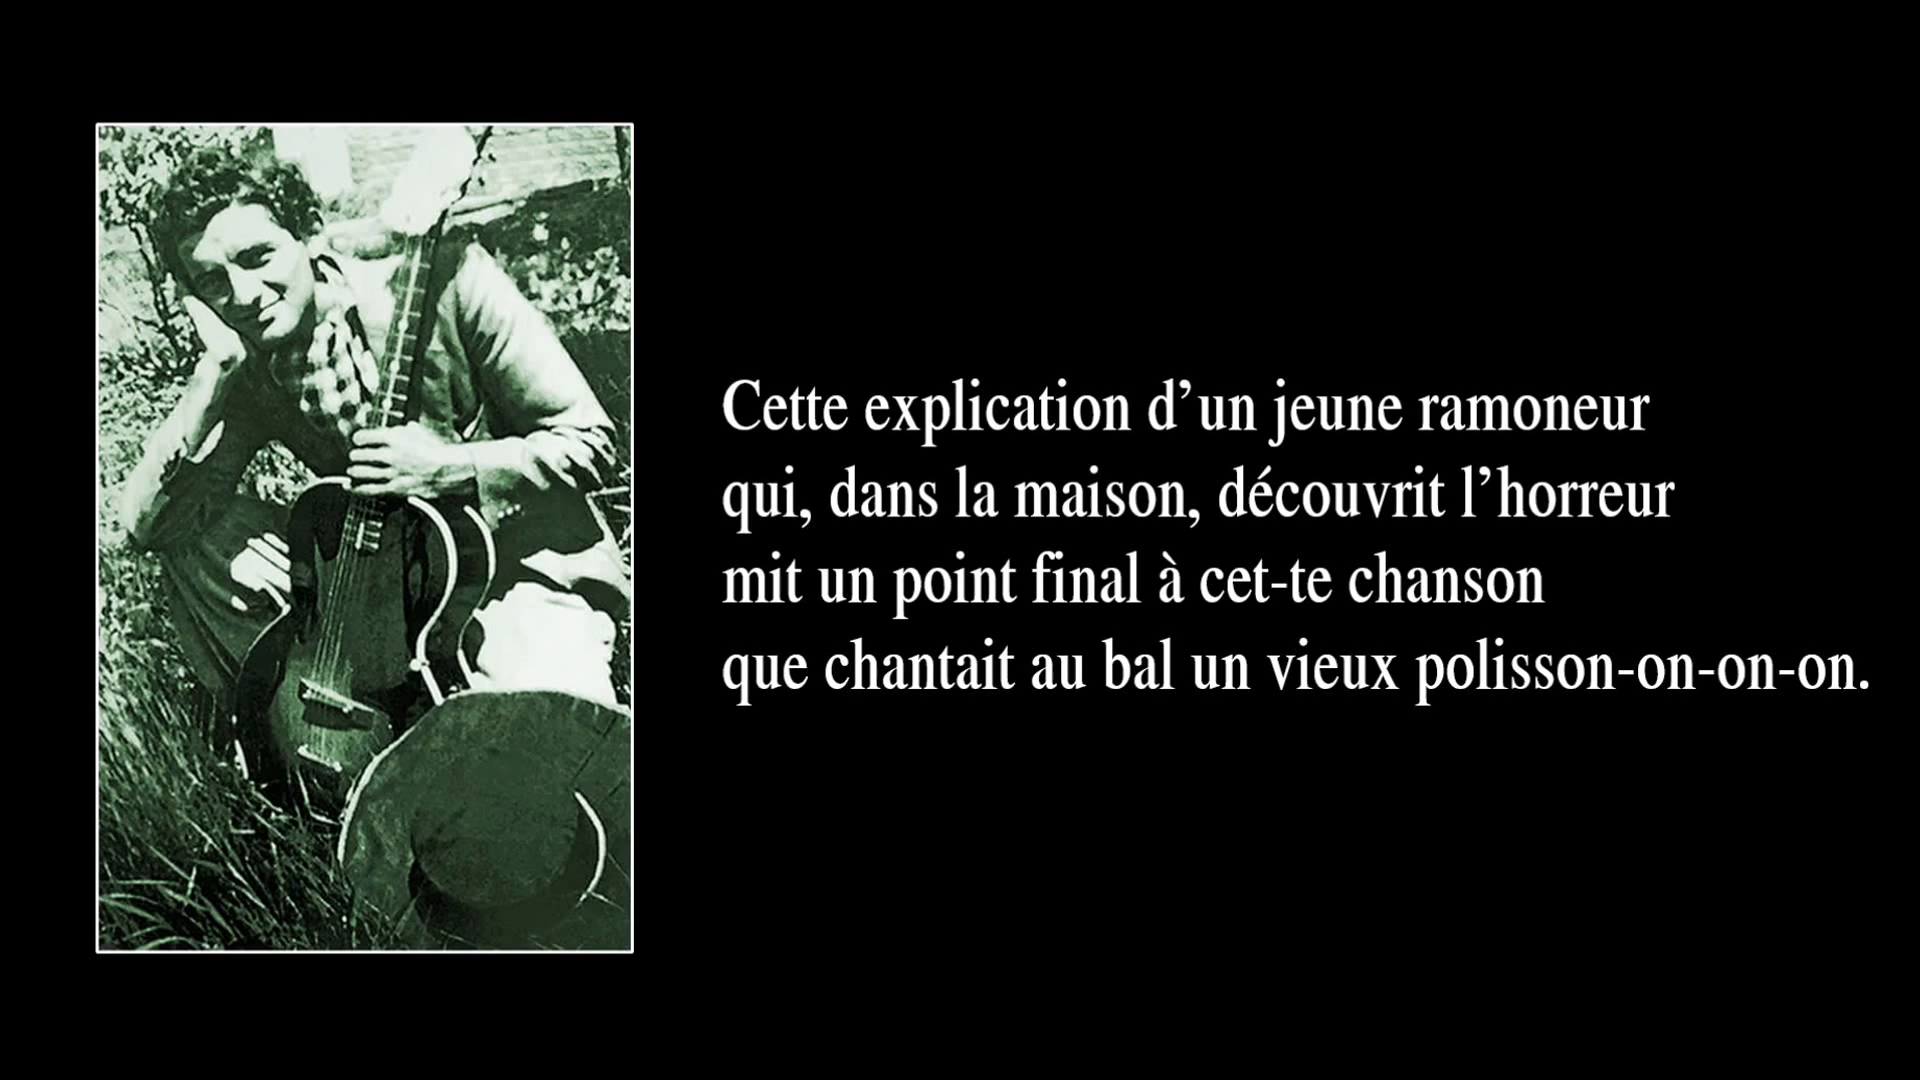 Cette explication d’un jeune ramoneur
qui, dans la maison, découvrit l’horreur
mit un point final à cet-te chanson
que chantait au bal un vieux polisson-on-on-on.